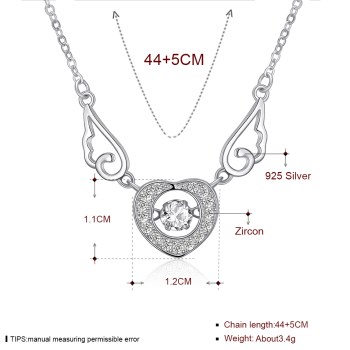 44+5CM
925 Silver
1.1CM
Zircon
1.2CM
Chain length:44+5CM
Weight: About3.4g
TIPS:manual measuring permissible error